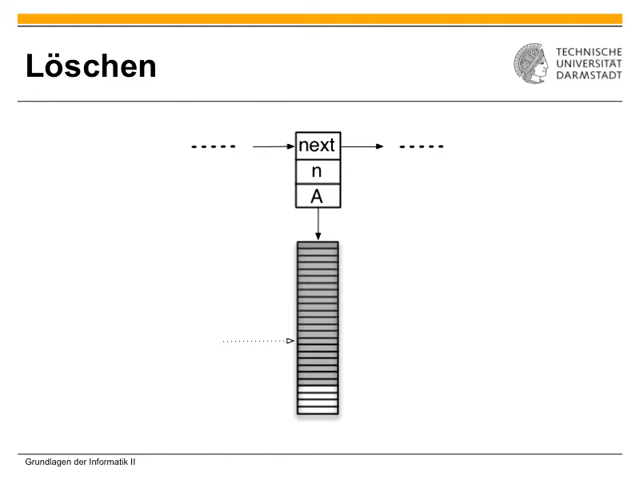 Löschen
TECHNISCHE
UNIVERSITÄT
DARMSTADT
next
n
A
Grundlagen der Informatik II